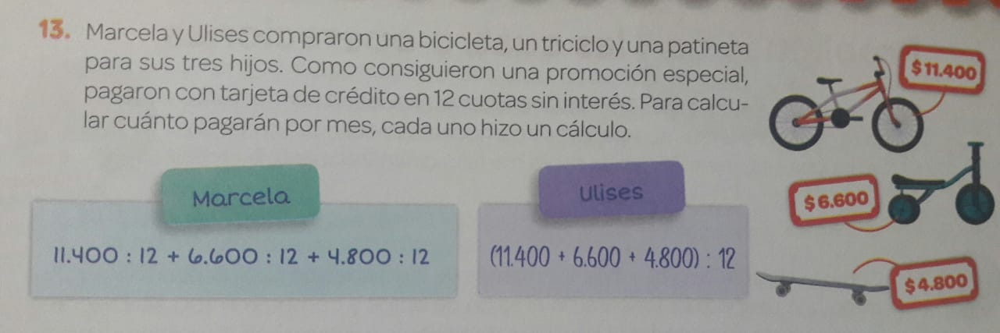 13. Marcela y Ulises compraron una bicicleta, un triciclo y una patineta
para sus tres hijos. Como consiguieron una promoción especial,
pagaron con tarjeta de crédito en 12 cuotas sin interés. Para calcu-
lar cuánto pagarán por mes, cada uno hizo un cálculo.
$11.400
Marcela
11.400 : 12 + 6.600 : 12 + 4.800 : 12
Ulises
(11.400 + 6.600 + 4.800) : 12
$6.600
$4.800